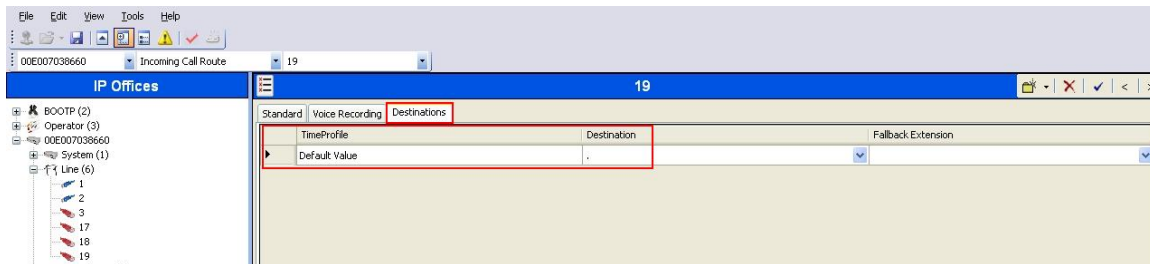 File Edit View Tools Help
00E007038660 Incoming Call Route 19
IP Offices
19
BOOTP (2)
Operator (3)
00E007038660
System (1)
Line (6)
1
2
3
17
18
19
Standard Voice Recording Destinations
TimeProfile Destination Fallback Extension
Default Value .